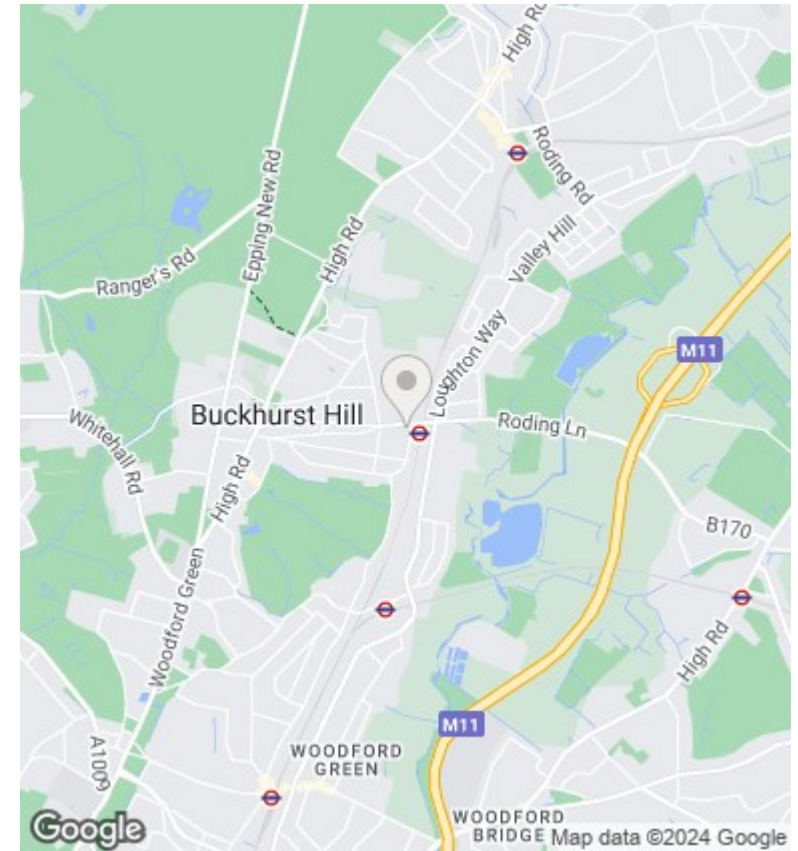 High Rd
Roding Rd
Epping New Rd
High Rd
Valley Hill
Ranger's Rd
Loughton Way
M11
Buckhurst Hill
Roding Ln
Whitehall Rd
High Rd
B170
Woodford Green
High Rd
M11
A1009
WOODFORD
GREEN
WOODFORD
BRIDGE
Google
Map data ©2024 Google